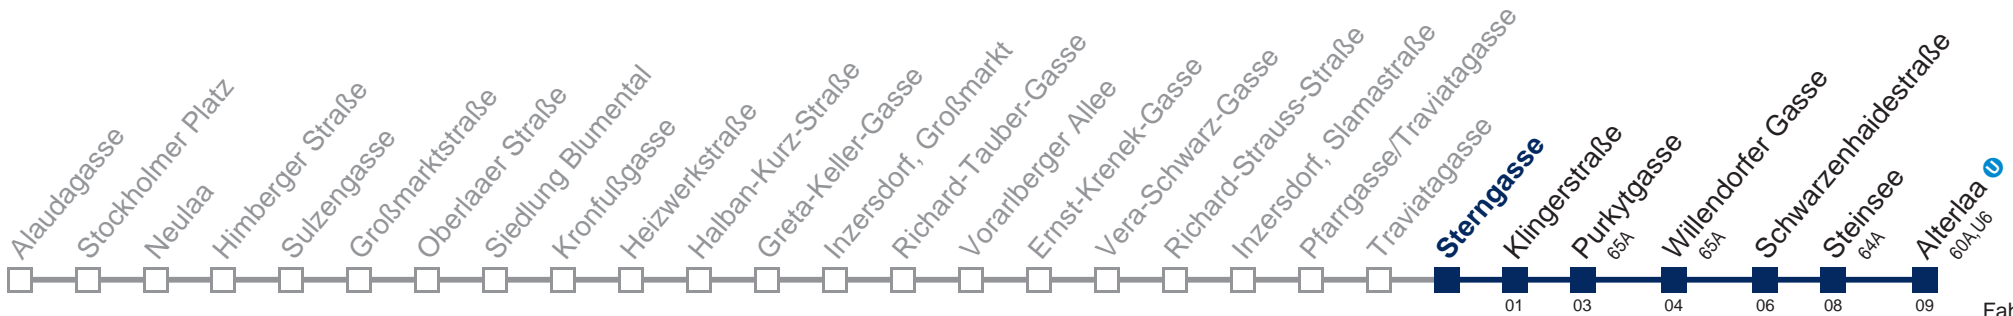 Alaudagasse
Stockholmer Platz
Neulaa
Himberger Straße
Sulzengasse
Großmarktstraße
Oberlaaer Straße
Siedlung Blumental
Kronfußgasse
Heizwerkstraße
Halban-Kurz-Straße
Greta-Keller-Gasse
Inzersdorf, Großmarkt
Richard-Tauber-Gasse
Vorarlberger Allee
Ernst-Krenek-Gasse
Vera-Schwarz-Gasse
Richard-Strauss-Straße
Inzersdorf, Slamastraße
Pfarrgasse/Traviatagasse
Traviatagasse
Sterngasse
Klingerstraße
Purkytgasse
65A
Willendorfer Gasse
65A
Schwarzenhaidestraße
Steinsee
64A
Alterlaa U
60A, U6
01 03 04 06 08 09
Fah